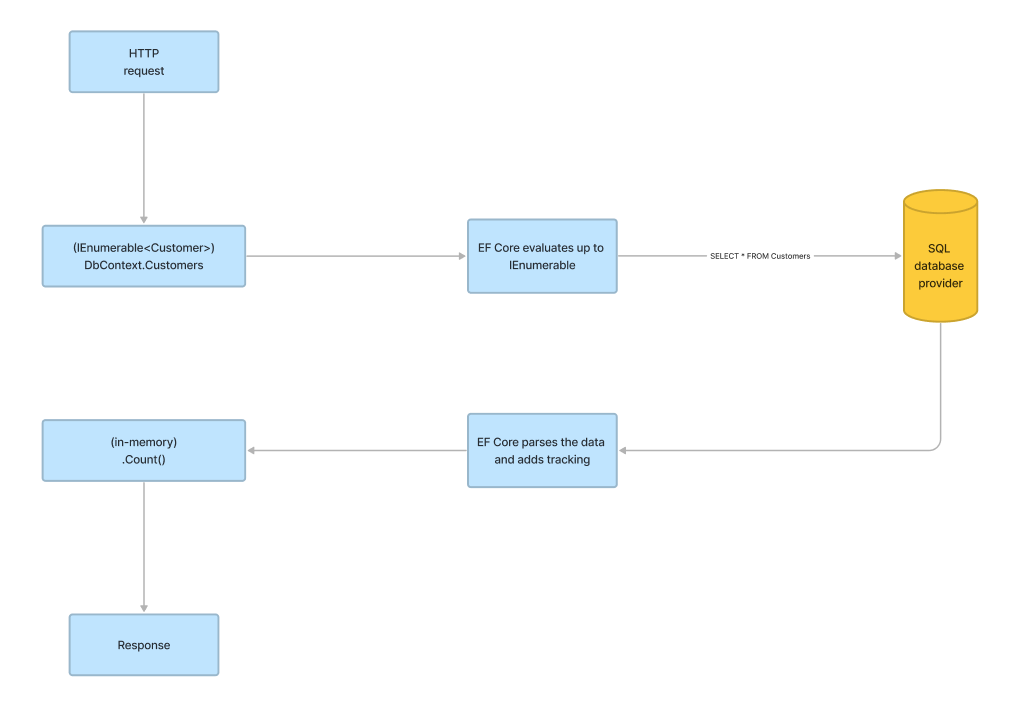 HTTP
request
(IEnumerable<Customer>)
DbContext.Customers
EF Core evaluates up to
IEnumerable
SELECT * FROM Customers
SQL
database
provider
EF Core parses the data
and adds tracking
(in-memory)
.Count()
Response